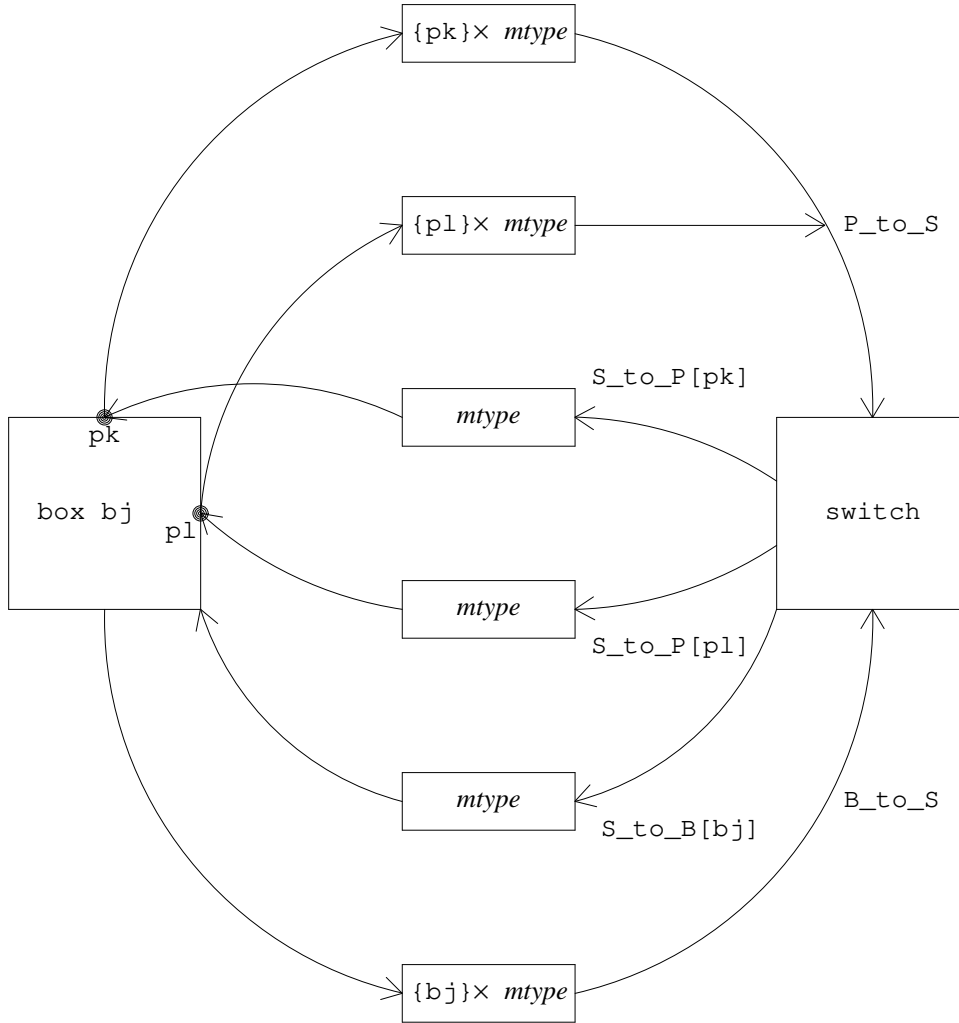 {pk}× mtype
{pl}× mtype
P_to_S
S_to_P[pk]
mtype
pk
box bj
pl
switch
mtype
S_to_P[pl]
mtype
B_to_S
S_to_B[bj]
{bj}× mtype